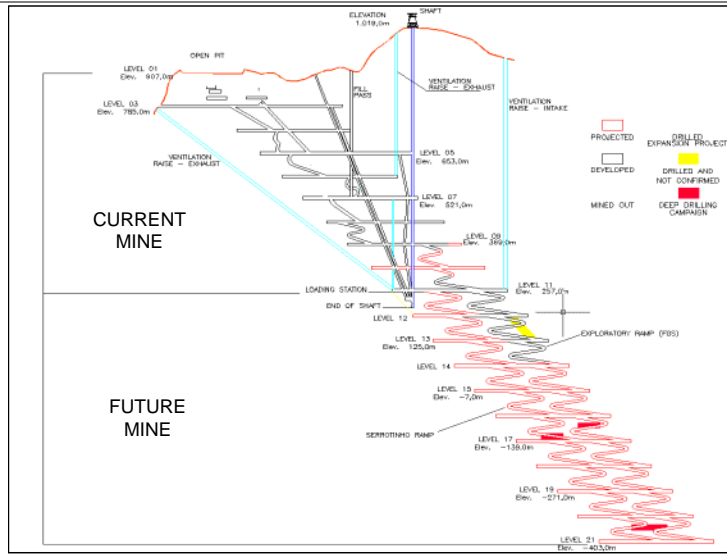 ELEVATION
1.019,0m
SHAFT
OPEN PIT
LEVEL 01
Elev. 907,0m
FILL
PASS
VENTILATION
RAISE – EXHAUST
VENTILATION
RAISE – INTAKE
LEVEL 03
Elev. 785,0m
VENTILATION
RAISE – EXHAUST
LEVEL 05
Elev. 653,0m
LEVEL 07
Elev. 521,0m
PROJECTED
DRILLED
EXPANSION PROJECT
DEVELOPED
DRILLED AND
NOT CONFIRMED
MINED OUT
DEEP DRILLING
CAMPAIGN
CURRENT
MINE
LEVEL 09
Elev. 389,0m
LOADING STATION
LEVEL 11
Elev. 257,0m
END OF SHAFT
LEVEL 12
LEVEL 13
Elev. 125,0m
EXPLORATORY RAMP (FGS)
LEVEL 14
LEVEL 15
Elev. -7,0m
FUTURE
MINE
SERROTINHO RAMP
LEVEL 17
Elev. -139,0m
LEVEL 19
Elev. -271,0m
LEVEL 21
Elev. -403,0m